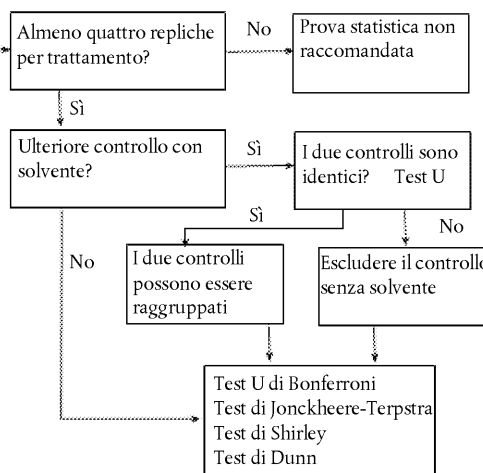 Almeno quattro repliche
per trattamento?
No
Prova statistica non
raccomandata
Sì
Ulteriore controllo con
solvente?
Sì
I due controlli sono
identici? Test U
Sì
No
No
I due controlli
possono essere
raggruppati
Escludere il controllo
senza solvente
Test U di Bonferroni
Test di Jonckheere-Terpstra
Test di Shirley
Test di Dunn